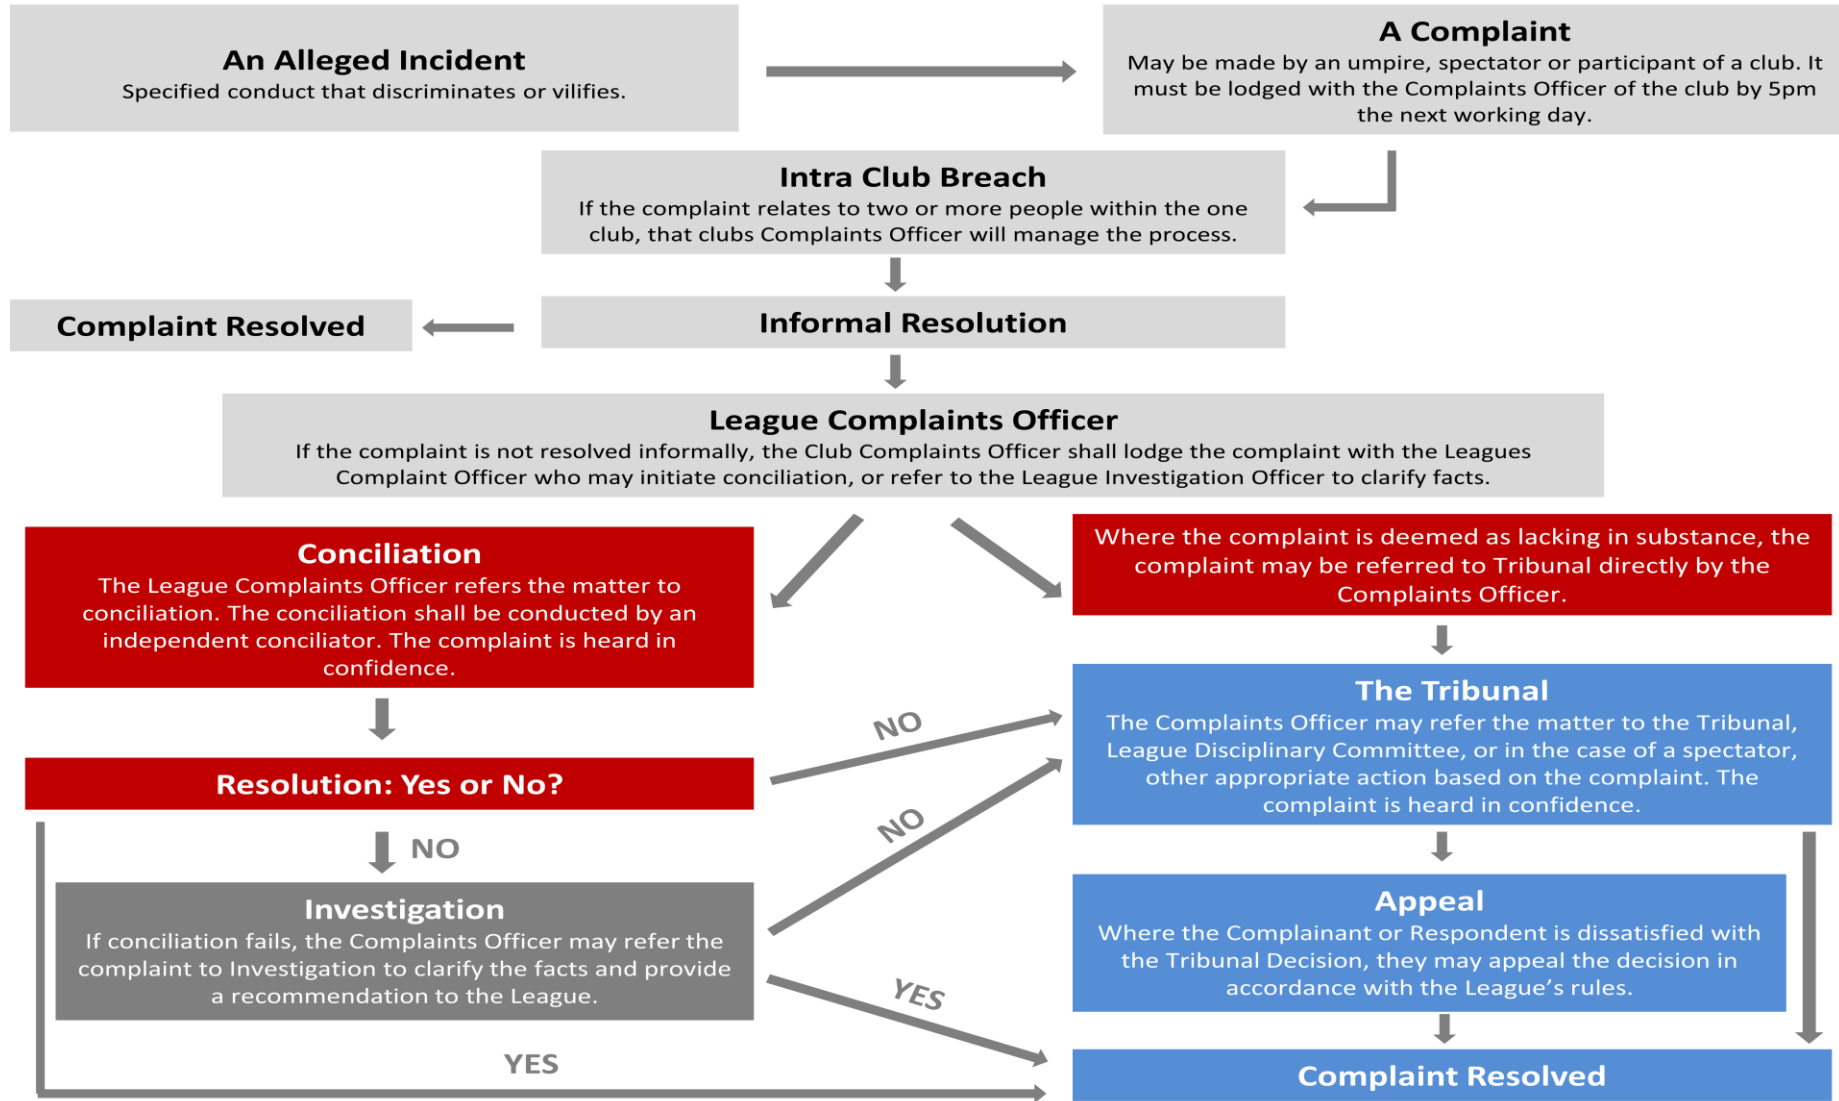 An Alleged Incident
Specified conduct that discriminates or vilifies.
A Complaint
May be made by an umpire, spectator or participant of a club. It
must be lodged with the Complaints Officer of the club by 5pm
the next working day.
Intra Club Breach
If the complaint relates to two or more people within the one
club, that clubs Complaints Officer will manage the process.
Complaint Resolved
Informal Resolution
League Complaints Officer
If the complaint is not resolved informally, the Club Complaints Officer shall lodge the complaint with the Leagues
Complaint Officer who may initiate conciliation, or refer to the League Investigation Officer to clarify facts.
Conciliation
The League Complaints Officer refers the matter to
conciliation. The conciliation shall be conducted by an
independent conciliator. The complaint is heard in
confidence.
Where the complaint is deemed as lacking in substance, the
complaint may be referred to Tribunal directly by the
Complaints Officer.
Resolution: Yes or No?
NO
The Tribunal
The Complaints Officer may refer the matter to the Tribunal,
League Disciplinary Committee, or in the case of a spectator,
other appropriate action based on the complaint. The
complaint is heard in confidence.
NO
NO
Investigation
If conciliation fails, the Complaints Officer may refer the
complaint to Investigation to clarify the facts and provide
a recommendation to the League.
YES
Appeal
Where the Complainant or Respondent is dissatisfied with
the Tribunal Decision, they may appeal the decision in
accordance with the League’s rules.
YES
Complaint Resolved